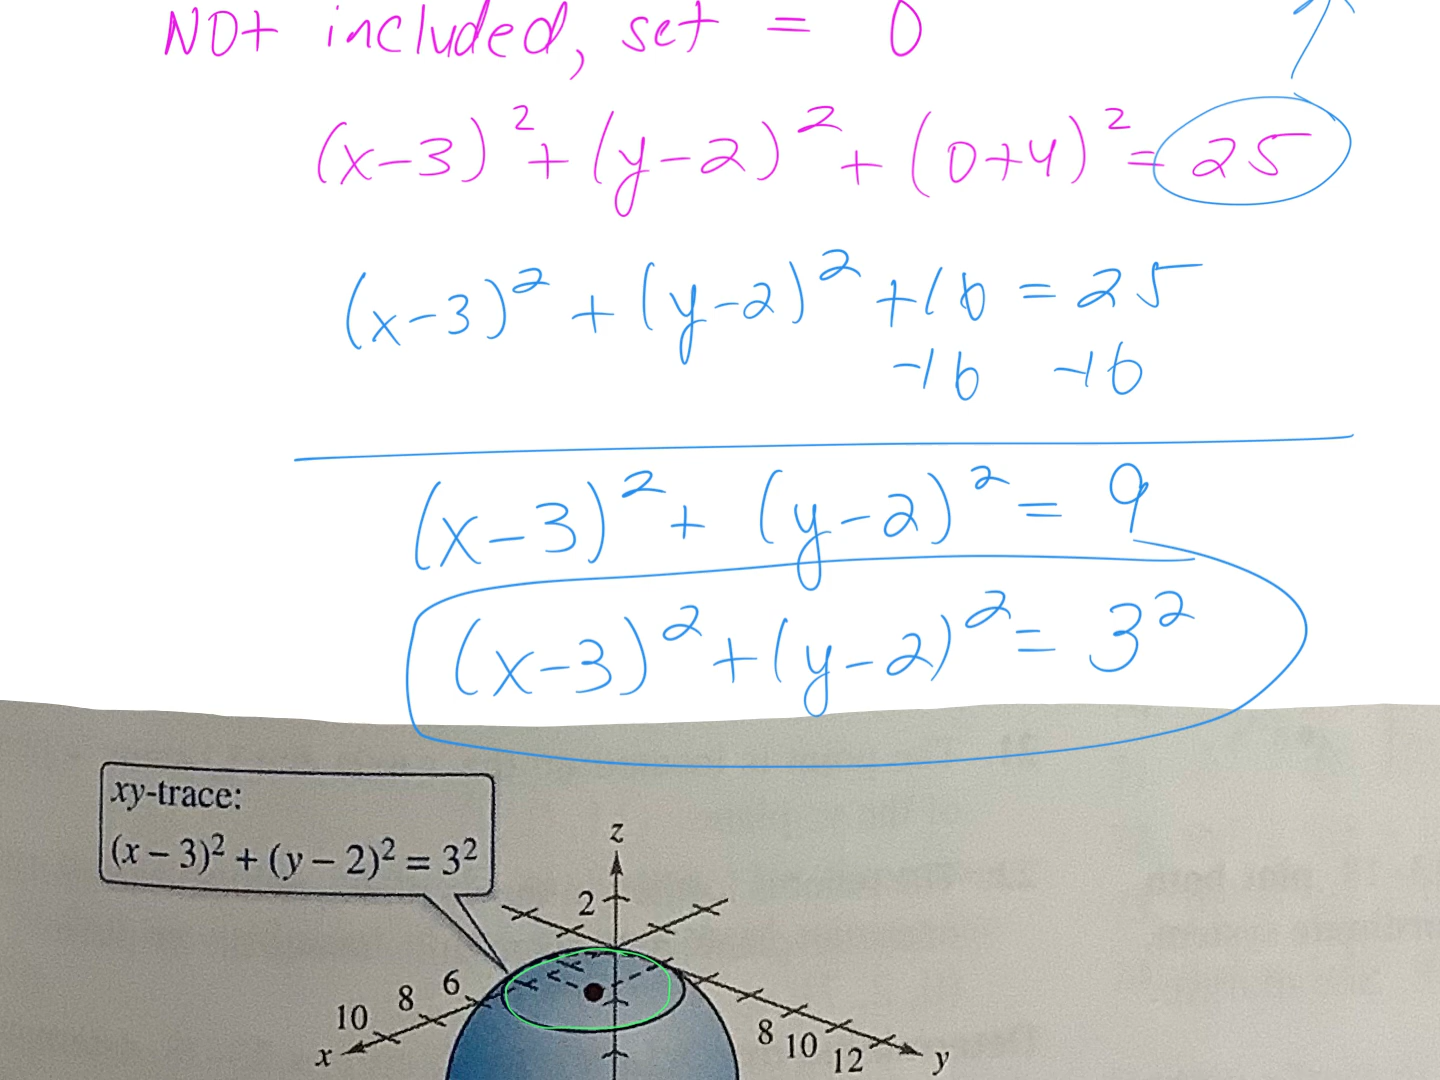 NOt included, set = 0
(x-3)² + (y-2)² + (0+4)² = 25
(x-3)² + (y-2)² +16 = 25
-16 -16
(x-3)² + (y-2)² = 9
(x-3)² + (y-2)² = 3²
xy-trace:
(x – 3)² + (y – 2)² = 3²
z
2
6
8
10
x
8
10
12
y